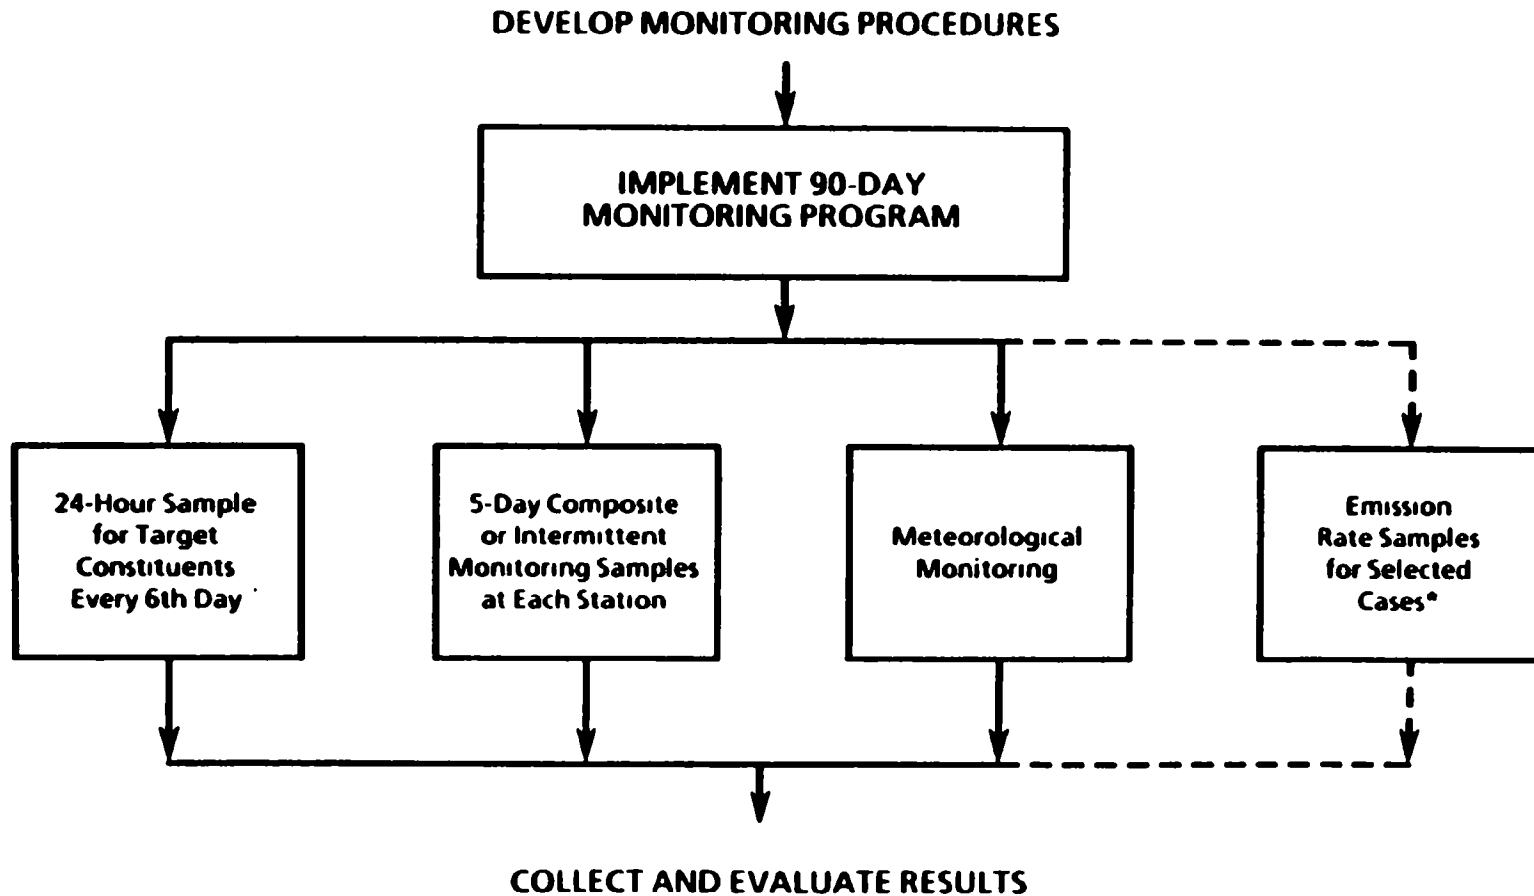 DEVELOP MONITORING PROCEDURES
IMPLEMENT 90-DAY
MONITORING PROGRAM
24-Hour Sample
for Target
Constituents
Every 6th Day
5-Day Composite
or Intermittent
Monitoring Samples
at Each Station
Meteorological
Monitoring
Emission
Rate Samples
for Selected
Cases*
COLLECT AND EVALUATE RESULTS